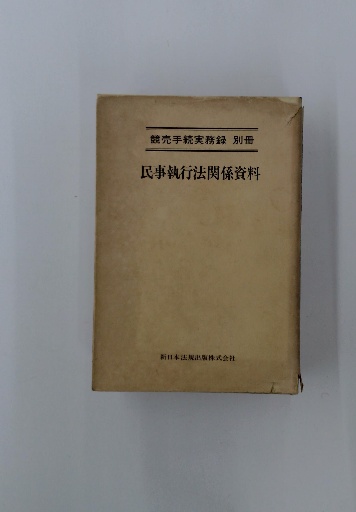 競売手続実務録 別冊
民事執行法関係資料
新日本法規出版株式会社